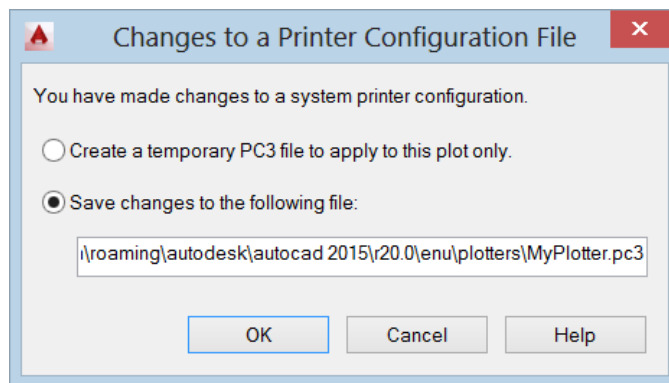 Changes to a Printer Configuration File
You have made changes to a system printer configuration.
Create a temporary PC3 file to apply to this plot only.
Save changes to the following file:
\roaming\autodesk\autocad 2015\r20.0\enu\plotters\MyPlotter.pc3
OK
Cancel
Help